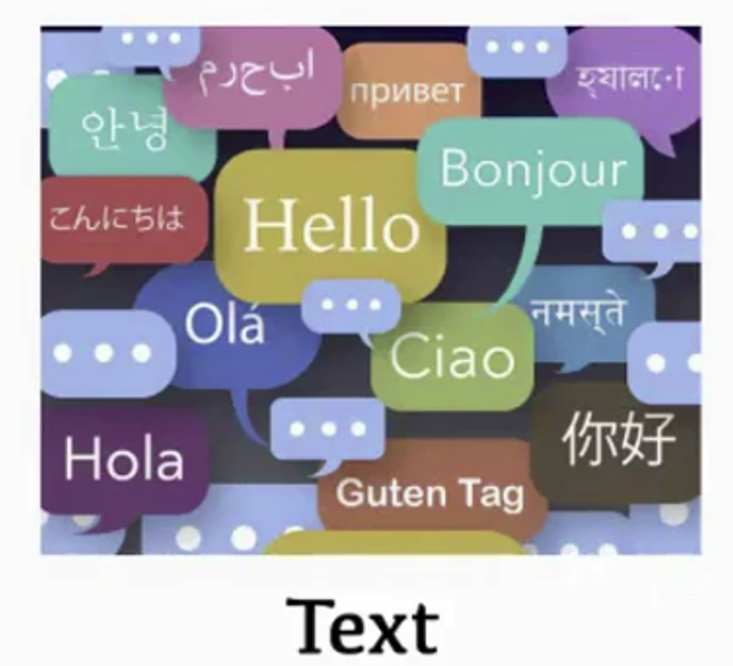 ابحرم
привет
안녕
Bonjour
こんにちは
Hello
Olá
नमस्ते
Ciao
你好
Hola
Guten Tag
Text